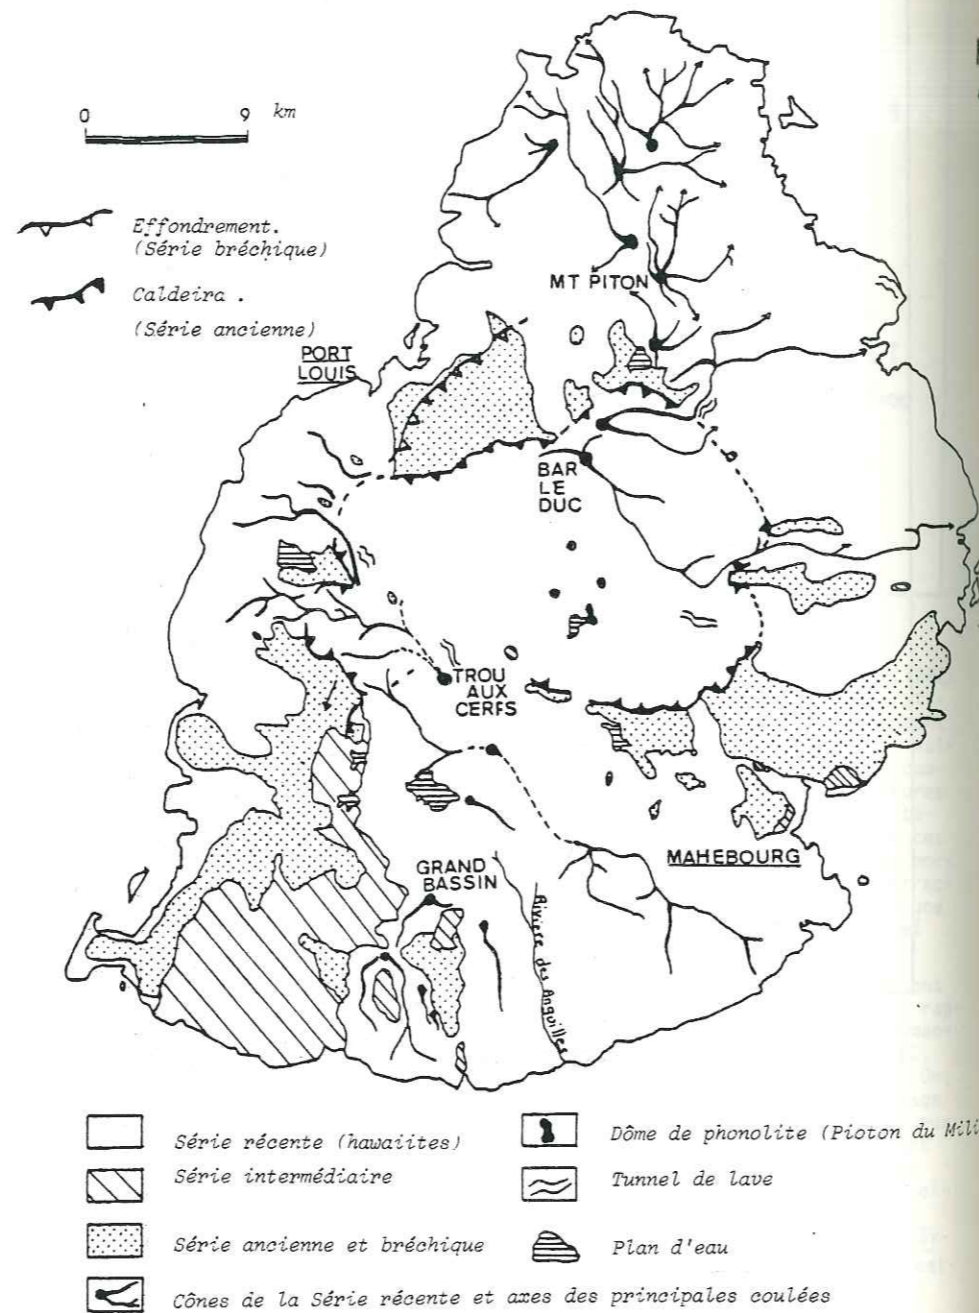 0 9 km
Effondrement.
(Série bréchique)
Caldeira .
(Série ancienne)
PORT
LOUIS
MT PITON
BAR
LE
DUC
TROU
AUX
CERFS
MAHEBOURG
GRAND
BASSIN
Rivière des Anguilles
Série récente (hawaiites)
Série intermédiaire
Série ancienne et bréchique
Cônes de la Série récente et axes des principales coulées
Dôme de phonolite (Pioton du Mili
Tunnel de lave
Plan d'eau